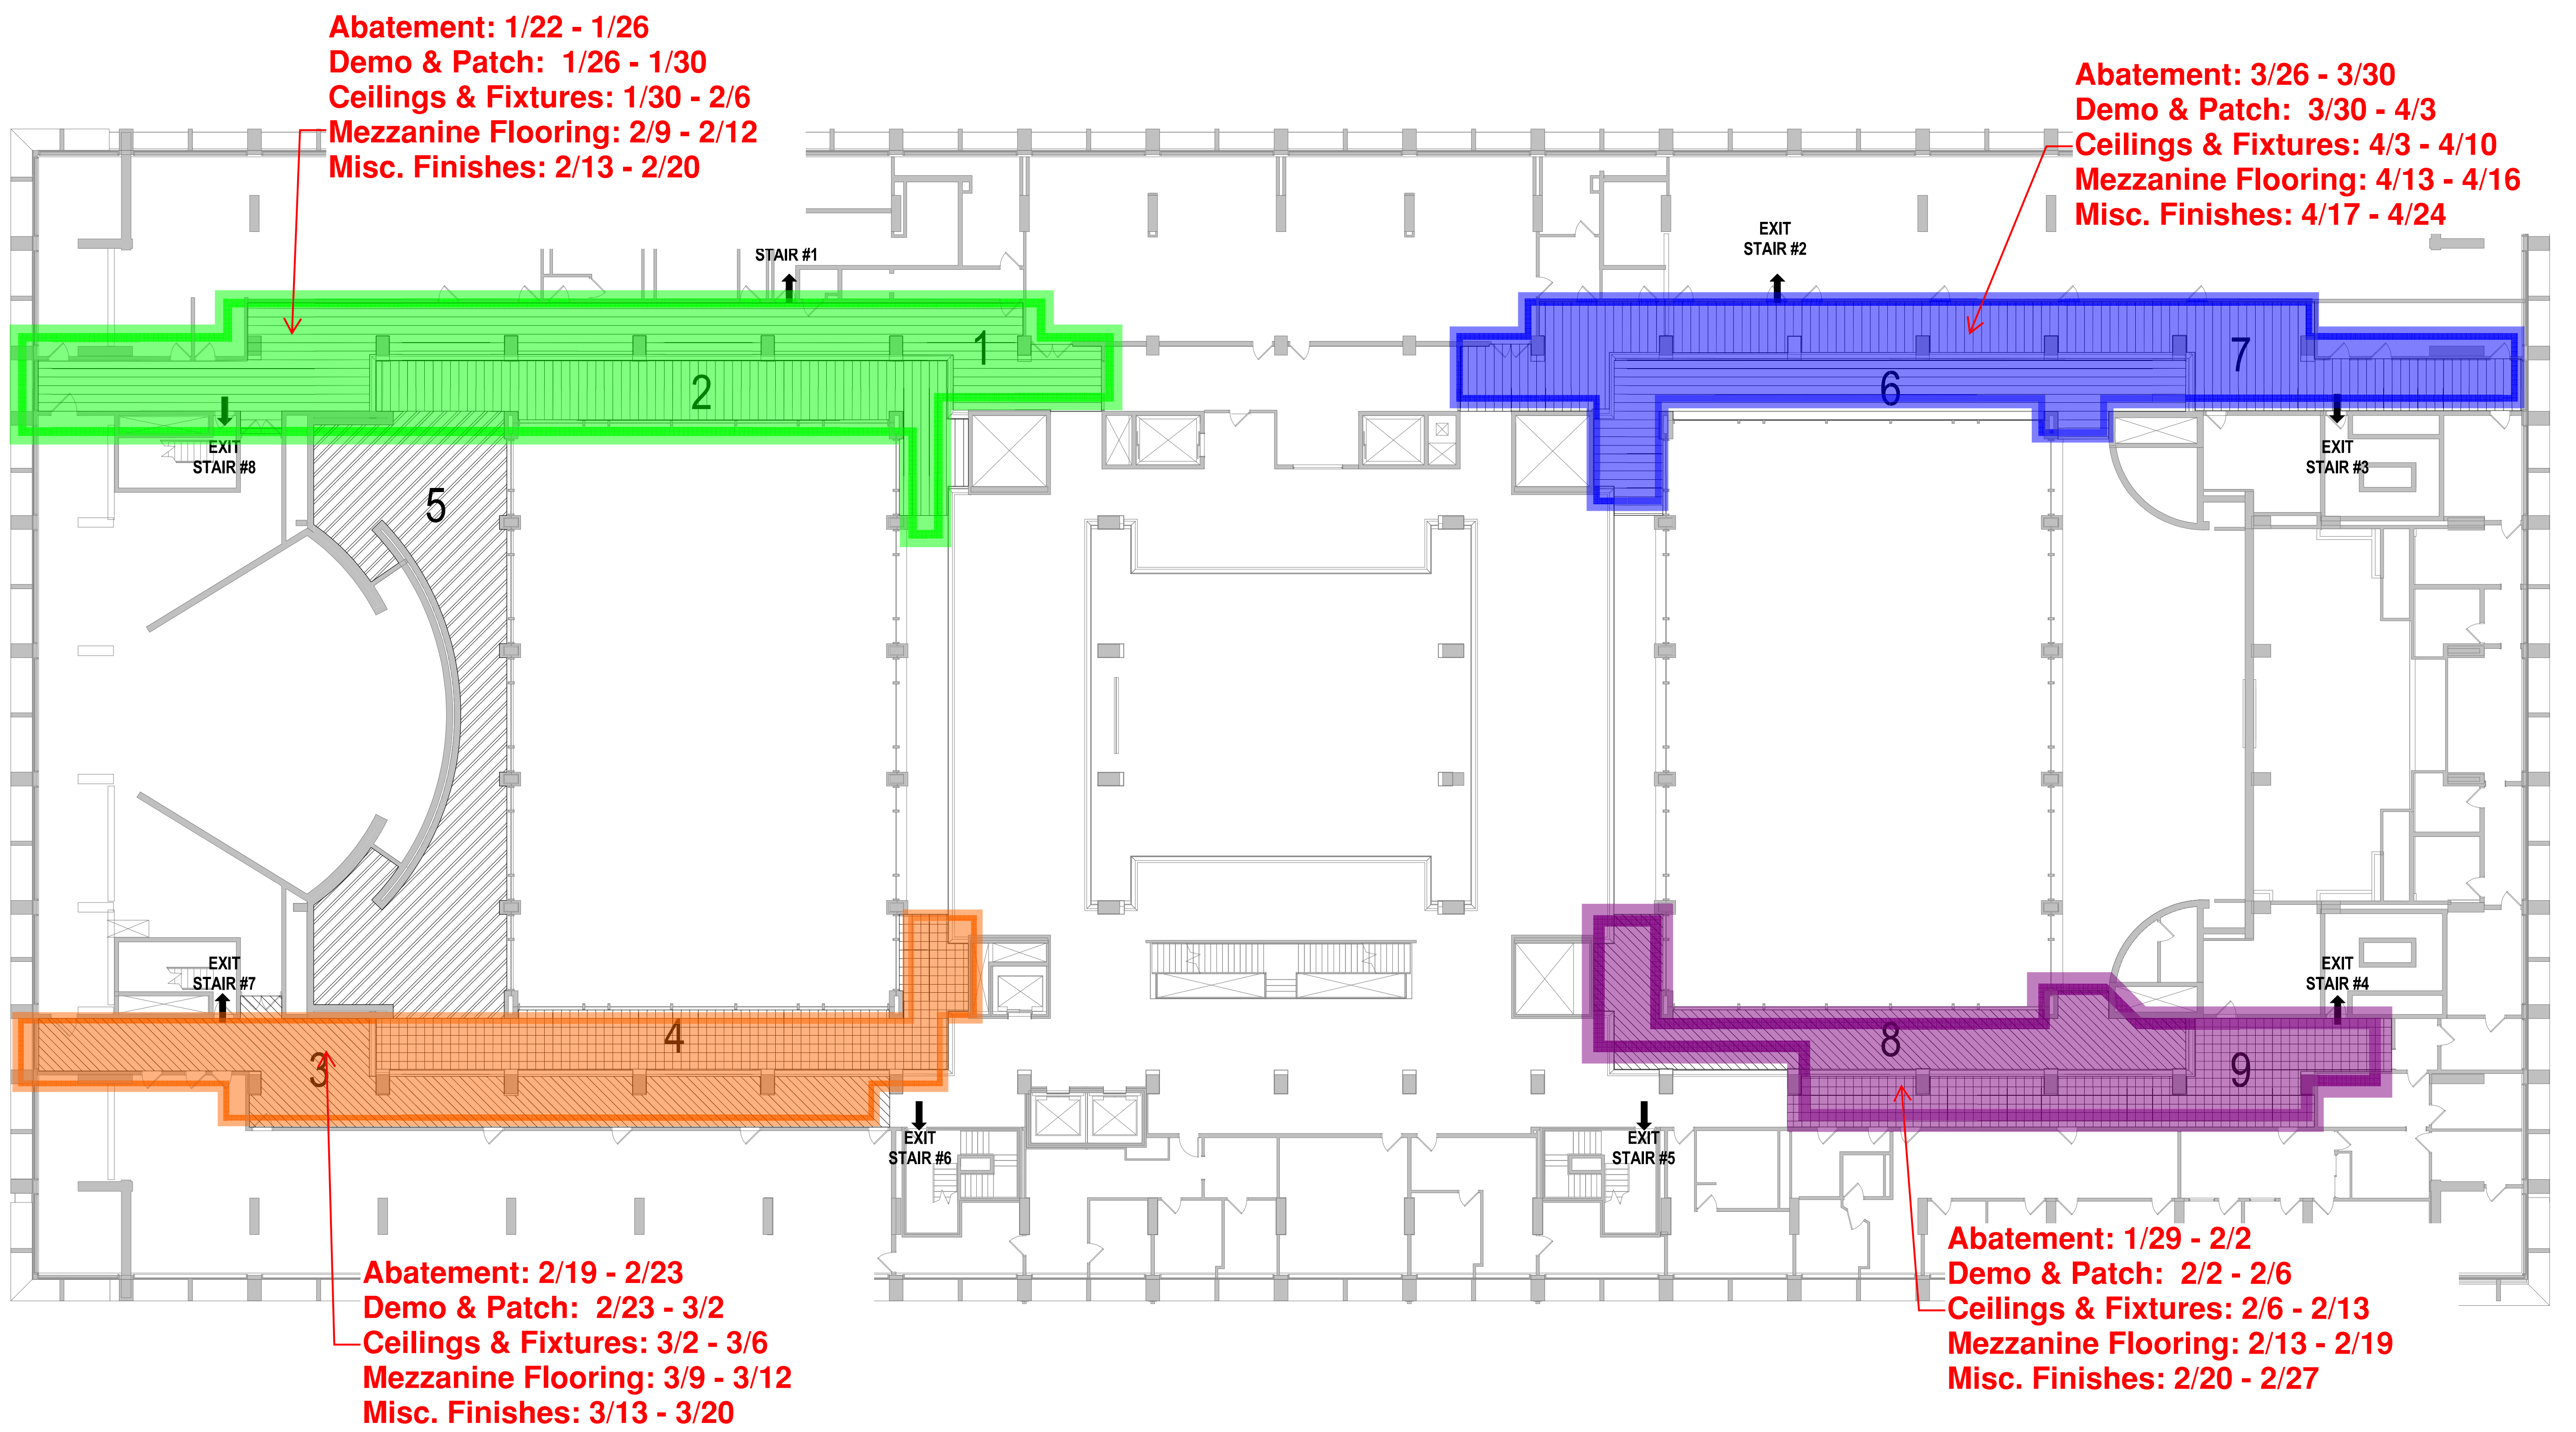 Abatement: 1/22 - 1/26
Demo & Patch: 1/26 - 1/30
Ceilings & Fixtures: 1/30 - 2/6
Mezzanine Flooring: 2/9 - 2/12
Misc. Finishes: 2/13 - 2/20
Abatement: 3/26 - 3/30
Demo & Patch: 3/30 - 4/3
Ceilings & Fixtures: 4/3 - 4/10
Mezzanine Flooring: 4/13 - 4/16
Misc. Finishes: 4/17 - 4/24
STAIR #1
EXIT
STAIR #2
1
2
7
6
EXIT
STAIR #8
EXIT
STAIR #3
5
EXIT
STAIR #7
EXIT
STAIR #4
3
4
8
9
EXIT
STAIR #6
EXIT
STAIR #5
Abatement: 2/19 - 2/23
Demo & Patch: 2/23 - 3/2
Ceilings & Fixtures: 3/2 - 3/6
Mezzanine Flooring: 3/9 - 3/12
Misc. Finishes: 3/13 - 3/20
Abatement: 1/29 - 2/2
Demo & Patch: 2/2 - 2/6
Ceilings & Fixtures: 2/6 - 2/13
Mezzanine Flooring: 2/13 - 2/19
Misc. Finishes: 2/20 - 2/27